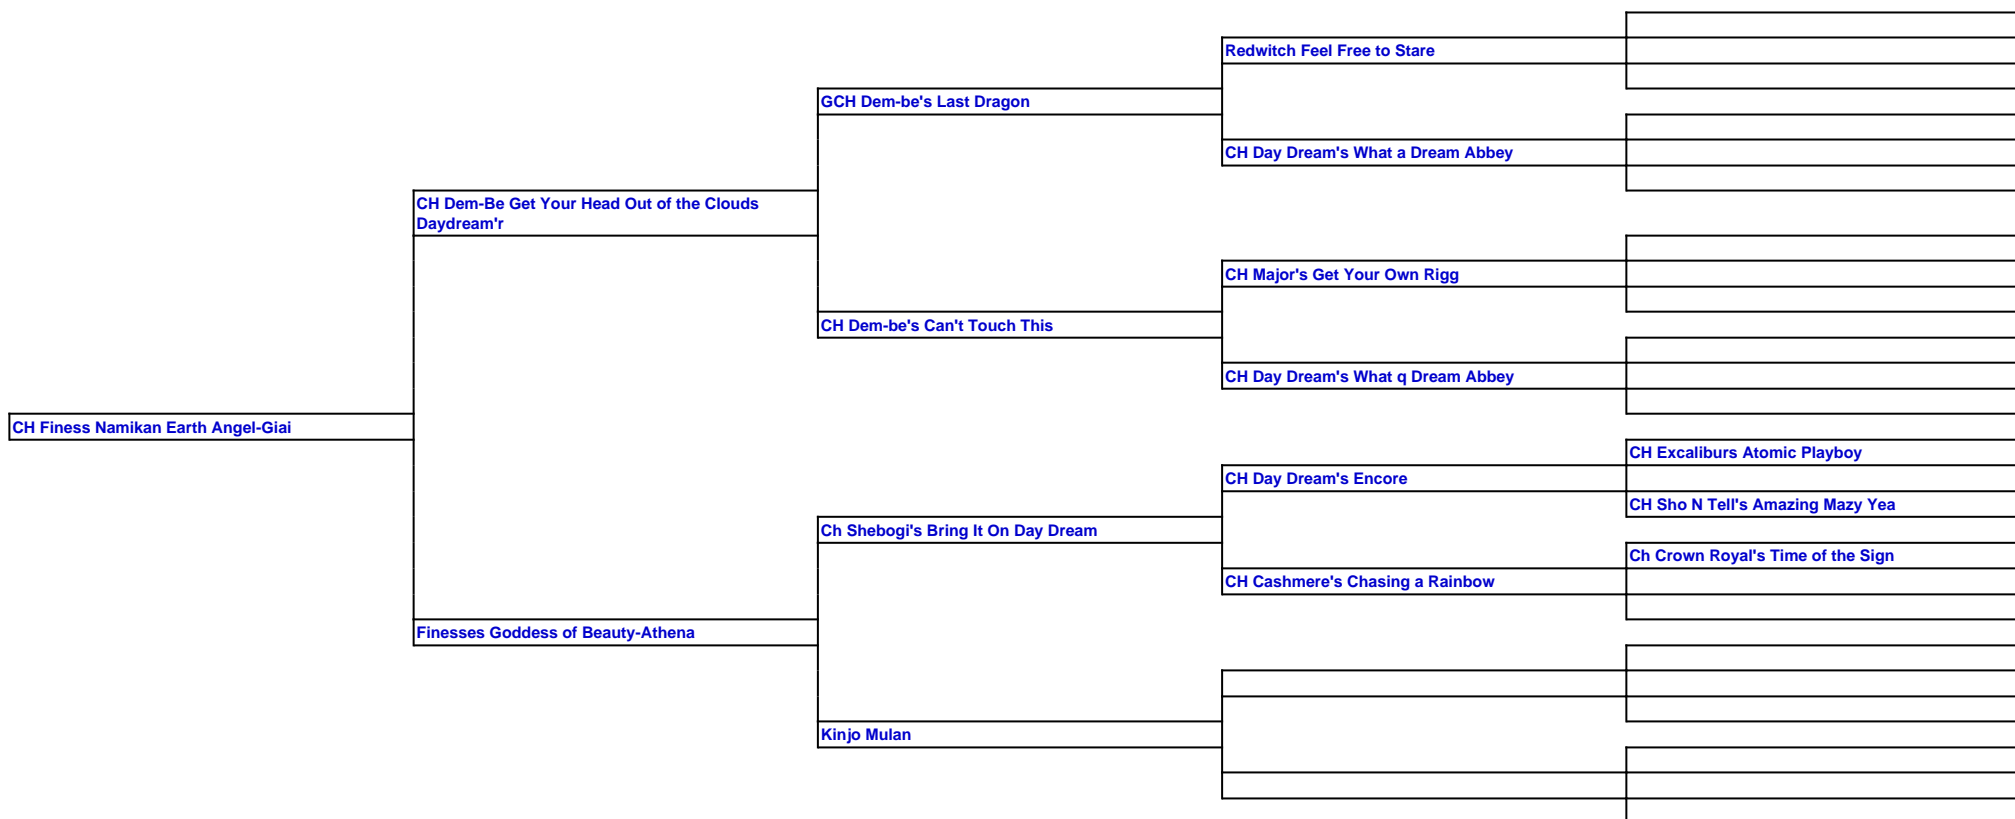 Redwitch Feel Free to Stare
GCH Dem-be's Last Dragon
CH Day Dream's What a Dream Abbey
CH Dem-Be Get Your Head Out of the Clouds
Daydream'r
CH Major's Get Your Own Rigg
CH Dem-be's Can't Touch This
CH Day Dream's What q Dream Abbey
CH Finess Namikan Earth Angel-Giai
CH Excaliburs Atomic Playboy
CH Day Dream's Encore
CH Sho N Tell's Amazing Mazy Yea
Ch Shebogi's Bring It On Day Dream
Ch Crown Royal's Time of the Sign
CH Cashmere's Chasing a Rainbow
Finesses Goddess of Beauty-Athena
Kinjo Mulan